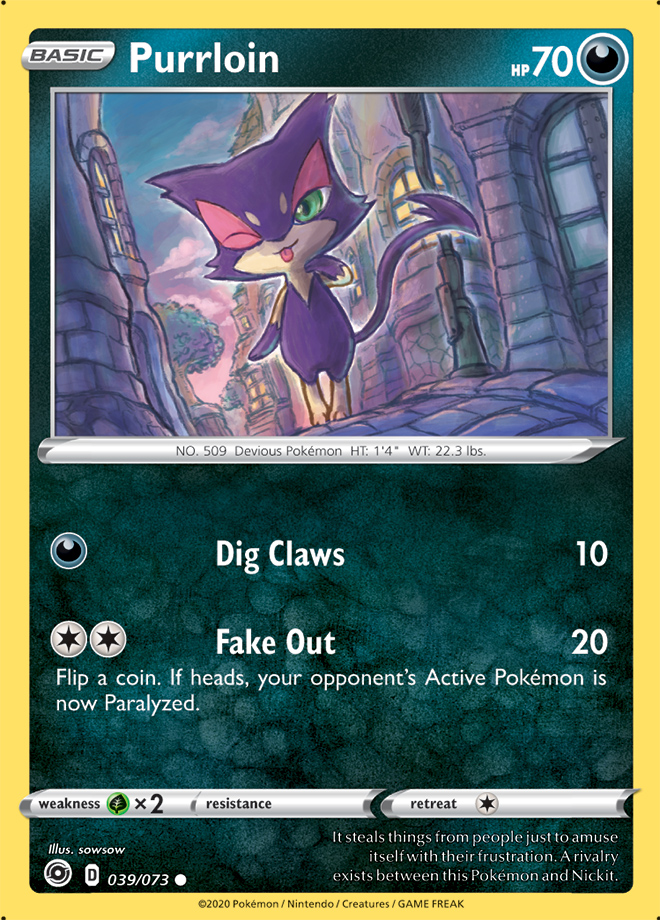 BASIC Purrloin HP 70
NO. 509 Devious Pokémon HT: 1'4" WT: 22.3 lbs.
Dig Claws 10
Fake Out 20
Flip a coin. If heads, your opponent's Active Pokémon is
now Paralyzed.
weakness ×2 resistance retreat
Illus. sowsow
It steals things from people just to amuse
itself with their frustration. A rivalry
exists between this Pokémon and Nickit.
D 039/073
©2020 Pokémon / Nintendo / Creatures / GAME FREAK